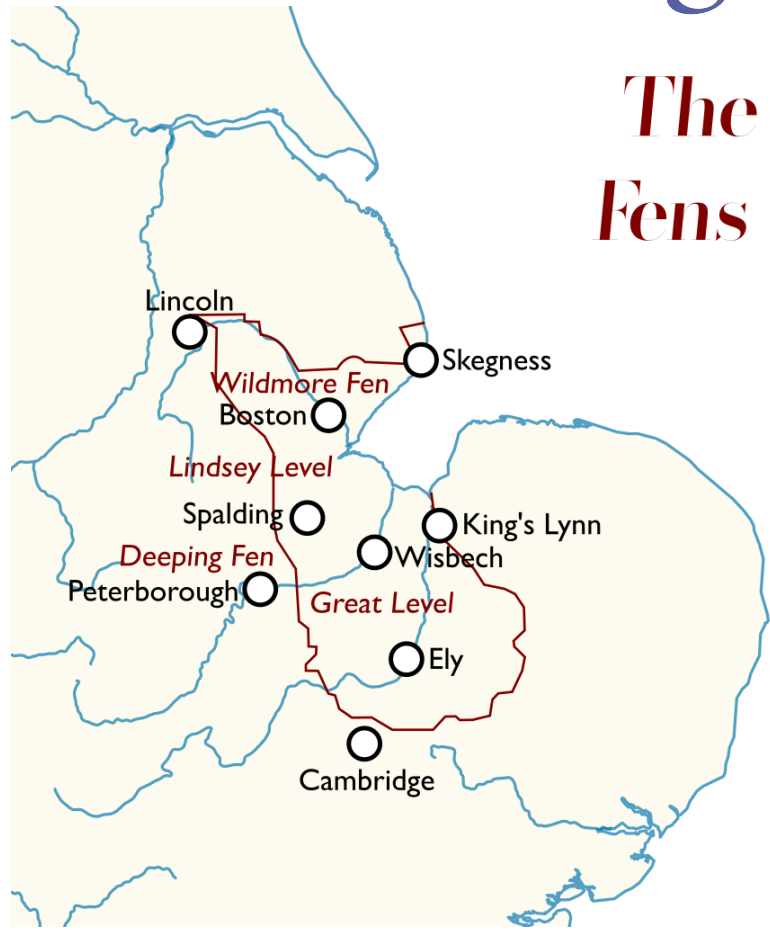 The
Fens
Lincoln
Skegness
Wildmore Fen
Boston
Lindsey Level
Spalding
King's Lynn
Deeping Fen
Wisbech
Peterborough
Great Level
Ely
Cambridge